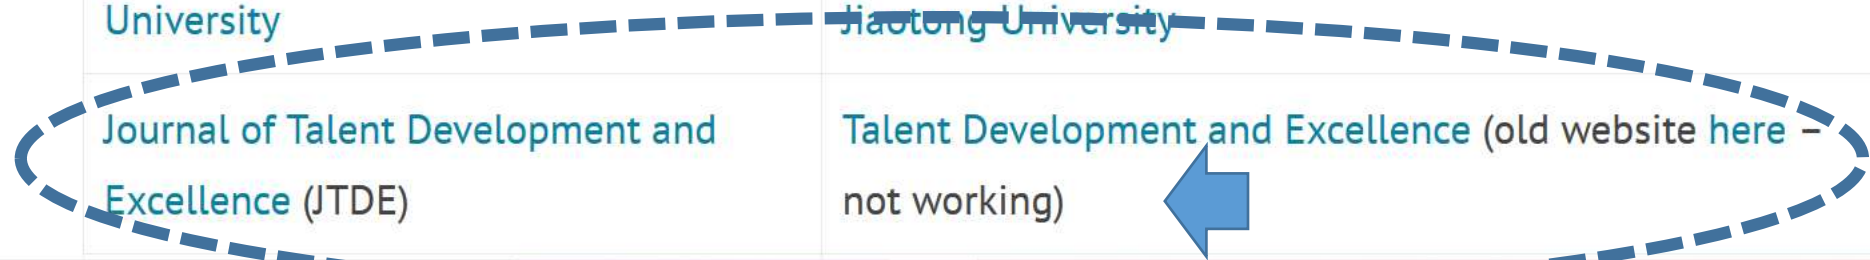 University
Jiaotong University
Journal of Talent Development and
Excellence (JTDE)
Talent Development and Excellence (old website here –
not working)